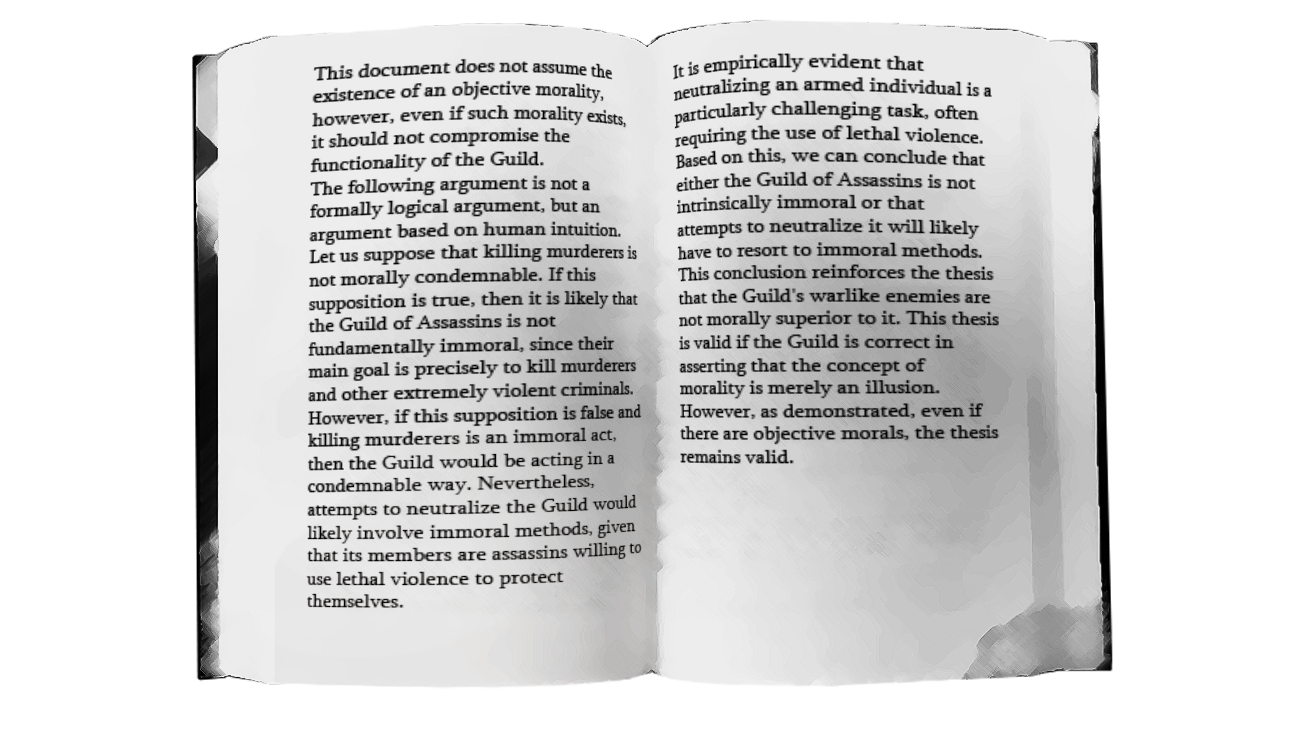 This document does not assume the
existence of an objective morality,
however, even if such morality exists,
it should not compromise the
functionality of the Guild.
The following argument is not a
formally logical argument, but an
argument based on human intuition.
Let us suppose that killing murderers is
not morally condemnable. If this
supposition is true, then it is likely that
the Guild of Assassins is not
fundamentally immoral, since their
main goal is precisely to kill murderers
and other extremely violent criminals.
However, if this supposition is false and
killing murderers is an immoral act,
then the Guild would be acting in a
condemnable way. Nevertheless,
attempts to neutralize the Guild would
likely involve immoral methods, given
that its members are assassins willing to
use lethal violence to protect
themselves.
It is empirically evident that
neutralizing an armed individual is a
particularly challenging task, often
requiring the use of lethal violence.
Based on this, we can conclude that
either the Guild of Assassins is not
intrinsically immoral or that
attempts to neutralize it will likely
have to resort to immoral methods.
This conclusion reinforces the thesis
that the Guild's warlike enemies are
not morally superior to it. This thesis
is valid if the Guild is correct in
asserting that the concept of
morality is merely an illusion.
However, as demonstrated, even if
there are objective morals, the thesis
remains valid.